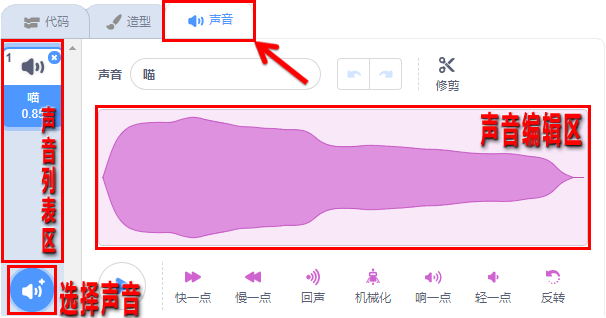 代码
造型
声音
1
喵
0.85
声音列表区
声音
喵
修剪
声音编辑区
选择声音
快一点
慢一点
回声
机械化
响一点
轻一点
反转